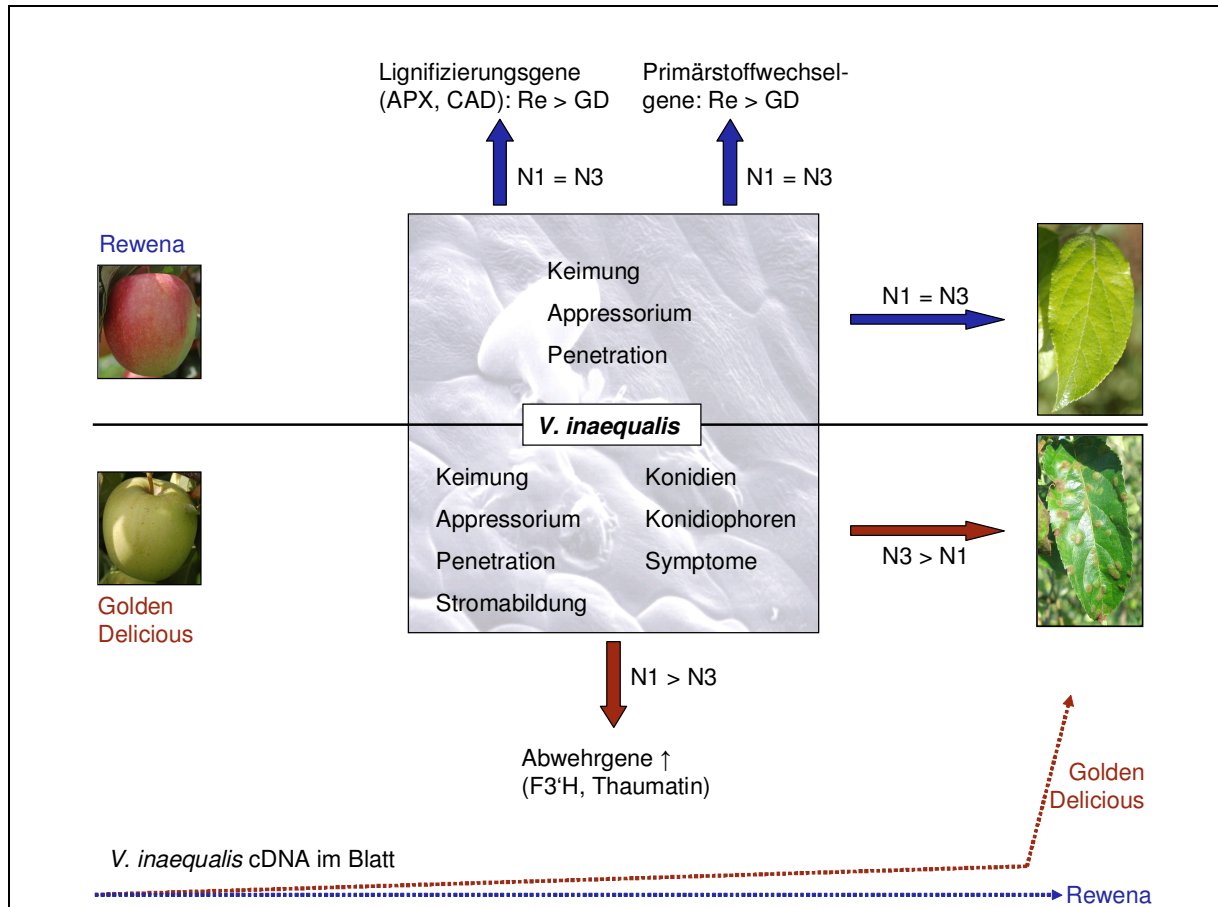 Lignifizierungsgene
(APX, CAD): Re > GD
Primärstoffwechsel-
gene: Re > GD
N1 = N3
N1 = N3
Rewena
Keimung
Appressorium
Penetration
N1 = N3
V. inaequalis
Keimung
Appressorium
Penetration
Stromabildung
Konidien
Konidiophoren
Symptome
N3 > N1
Golden
Delicious
N1 > N3
Abwehrgene ↑
(F3‘H, Thaumatin)
Golden
Delicious
V. inaequalis cDNA im Blatt
Rewena